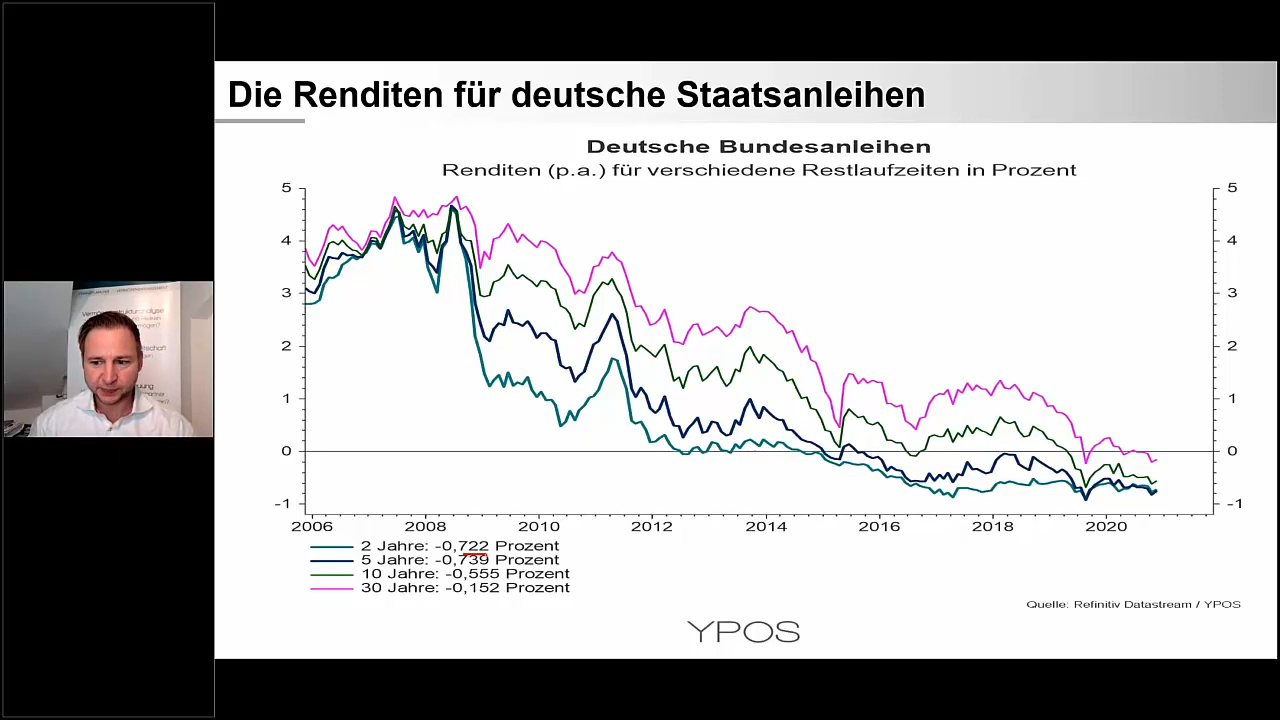 Die Renditen für deutsche Staatsanleihen
Deutsche Bundesanleihen
Renditen (p.a.) für verschiedene Restlaufzeiten in Prozent
5 5
4 4
3 3
2 2
1 1
0 0
-1 -1
2006 2008 2010 2012 2014 2016 2018 2020
2 Jahre: -0,722 Prozent
5 Jahre: -0,739 Prozent
10 Jahre: -0,555 Prozent
30 Jahre: -0,152 Prozent
Quelle: Refinitiv Datastream / YPOS
YPOS